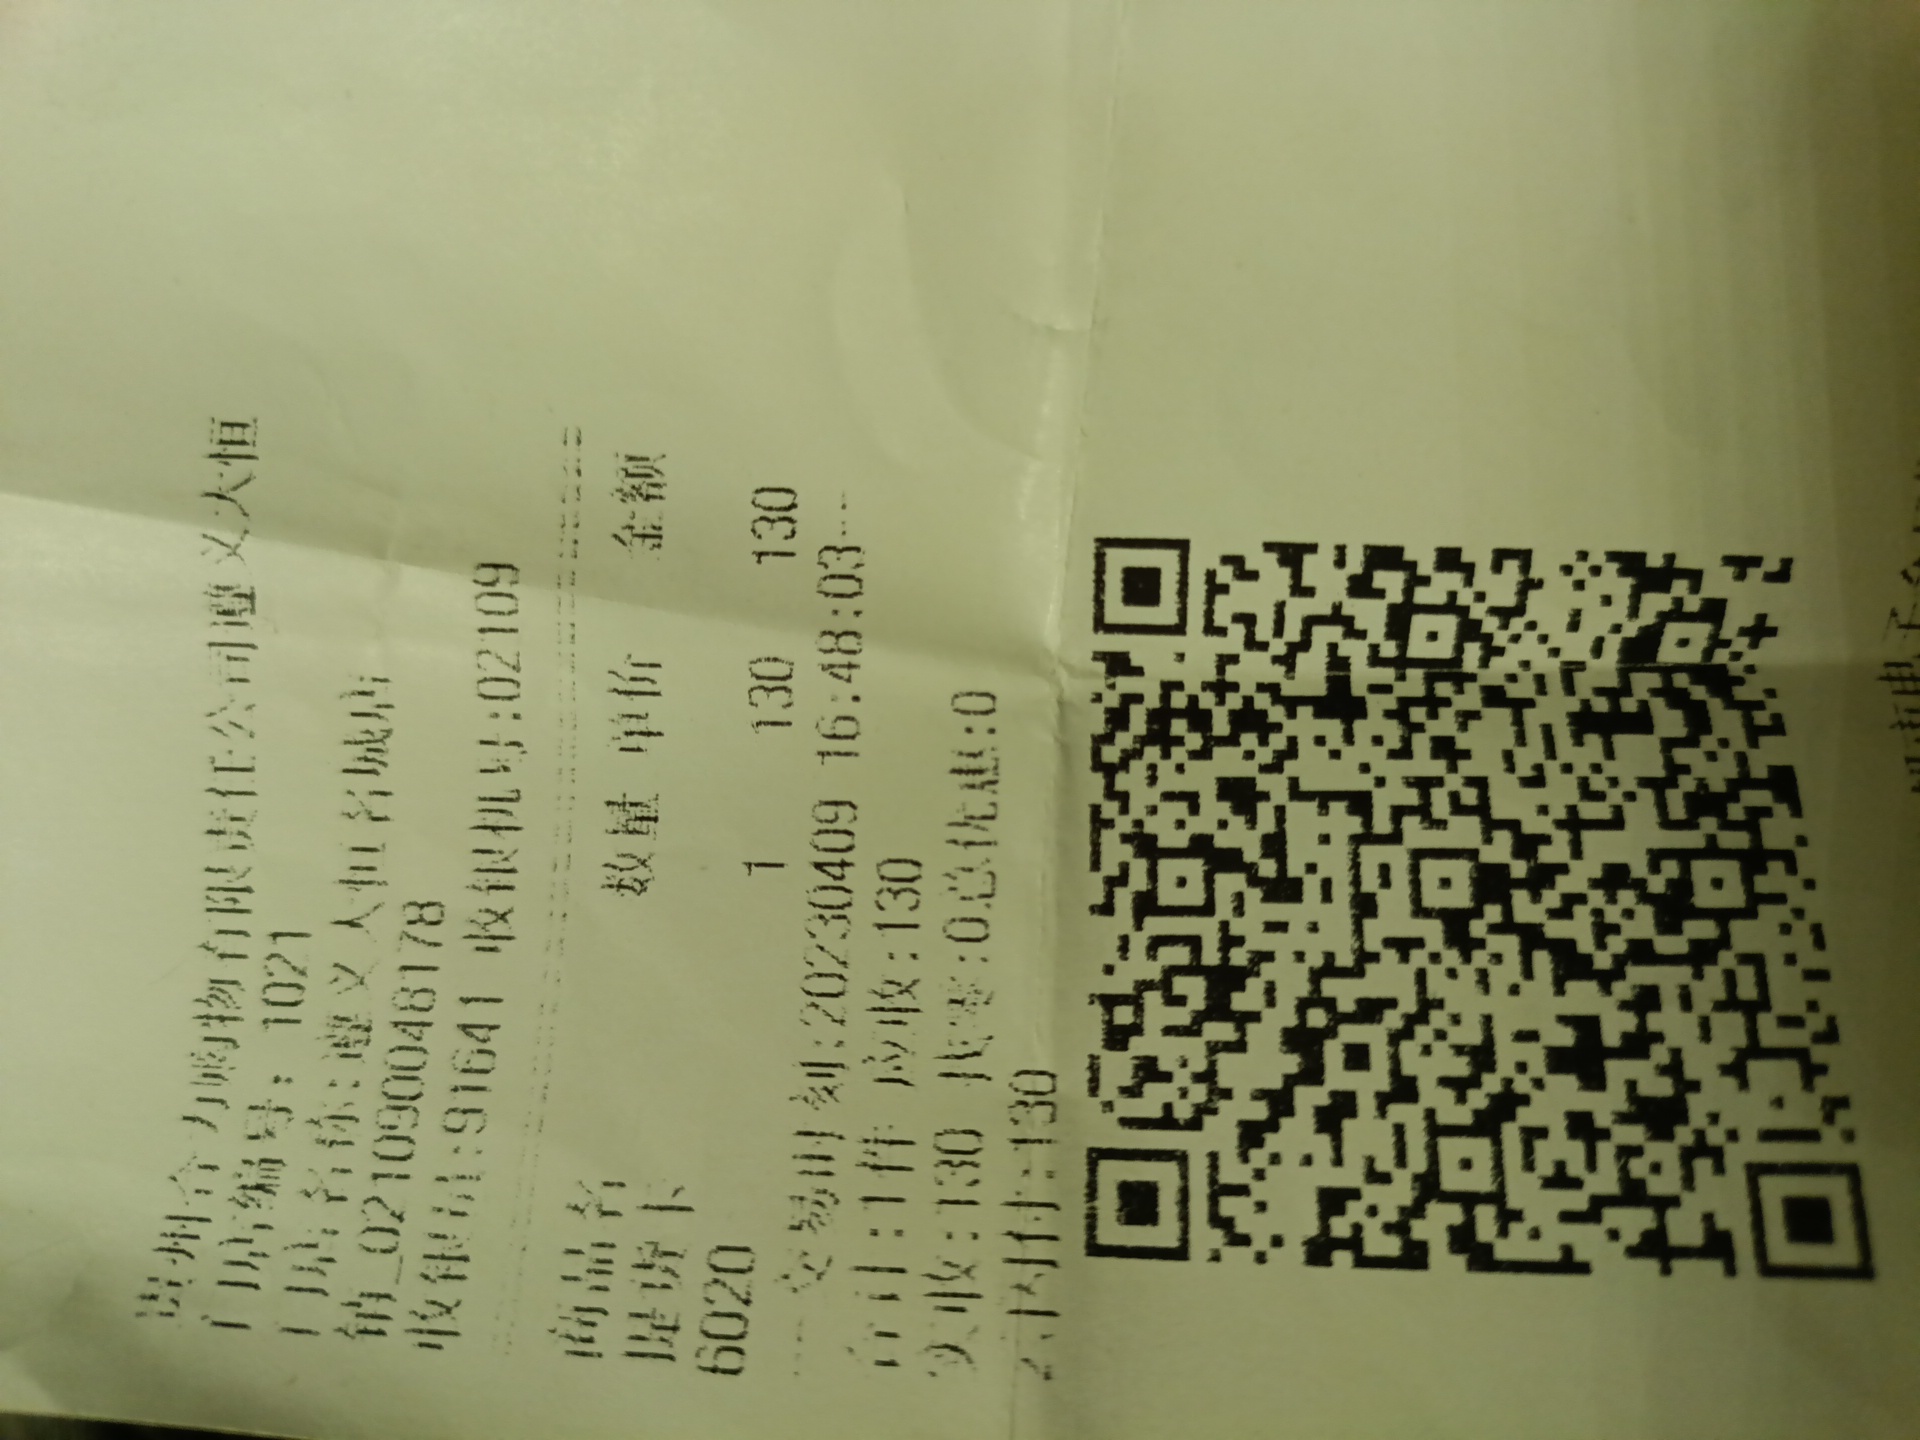 贵州合力购物有限责任公司遵义大恒
门店编号: 1021
门店名称:遵义大恒名城店
销_021090048178
收银员:91641 收银机号:02109
商品名 数量 单价 金额
提货卡
6020 1 130 130
交易时刻:20230409 16:48:03
合计:1件 应收:130
实收:130 找零:0总优惠:0
:130